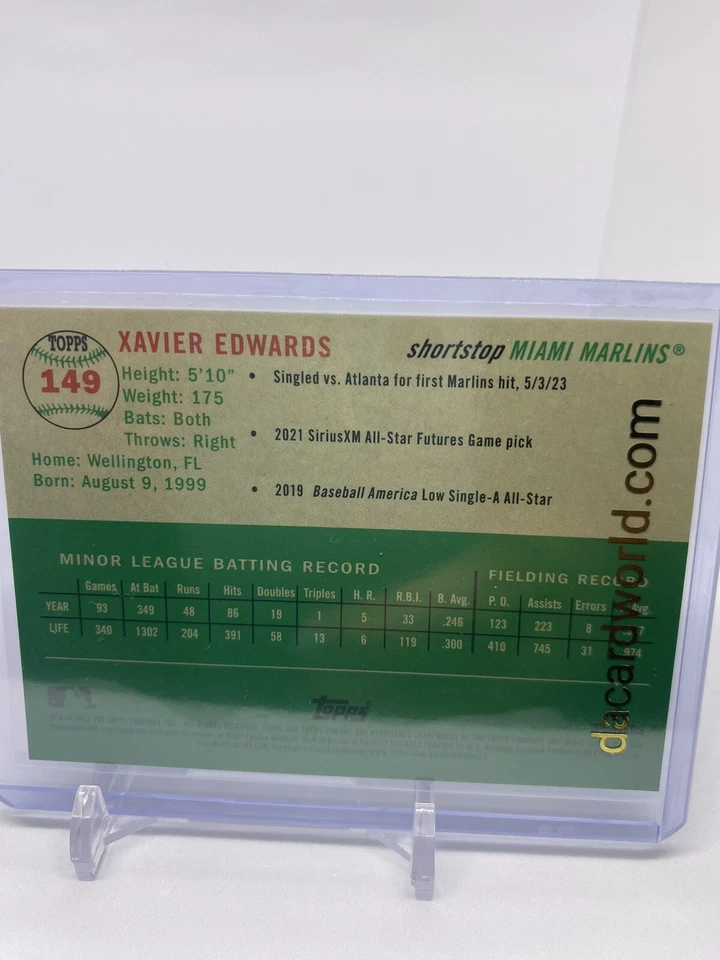 TOPPS
149
XAVIER EDWARDS
shortstop MIAMI MARLINS®
Height: 5'10"
Weight: 175
Bats: Both
Throws: Right
Home: Wellington, FL
Born: August 9, 1999
• Singled vs. Atlanta for first Marlins hit, 5/3/23
• 2021 SiriusXM All-Star Futures Game pick
• 2019 Baseball America Low Single-A All-Star
MINOR LEAGUE BATTING RECORD
FIELDING RECORD
Games At Bat Runs Hits Doubles Triples H. R. R.B.I. B. Avg. P. O. Assists Errors Avg.
YEAR 93 349 48 86 19 1 5 33 .246 123 223 8
LIFE 340 1302 204 391 58 13 6 119 .300 410 745 31 .974
topps
dacardworld.com